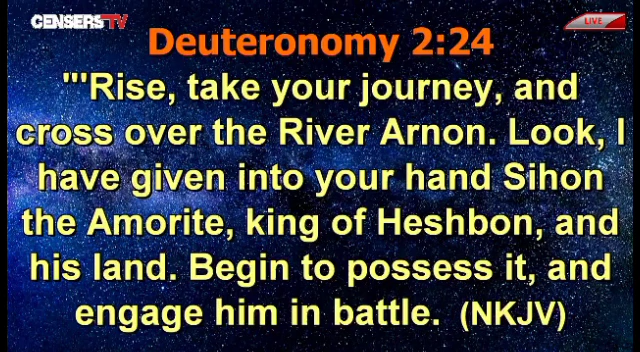 CENSERSTV
LIVE
Deuteronomy 2:24
"'Rise, take your journey, and
cross over the River Arnon. Look, I
have given into your hand Sihon
the Amorite, king of Heshbon, and
his land. Begin to possess it, and
engage him in battle. (NKJV)